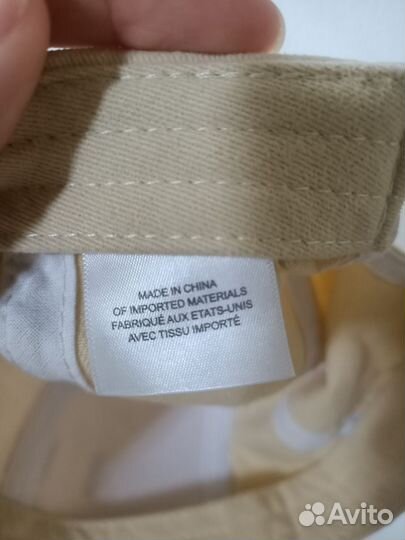 MADE IN CHINA
OF IMPORTED MATERIALS
FABRIQUÉ AUX ETATS-UNIS
AVEC TISSU IMPORTÉ
Avito